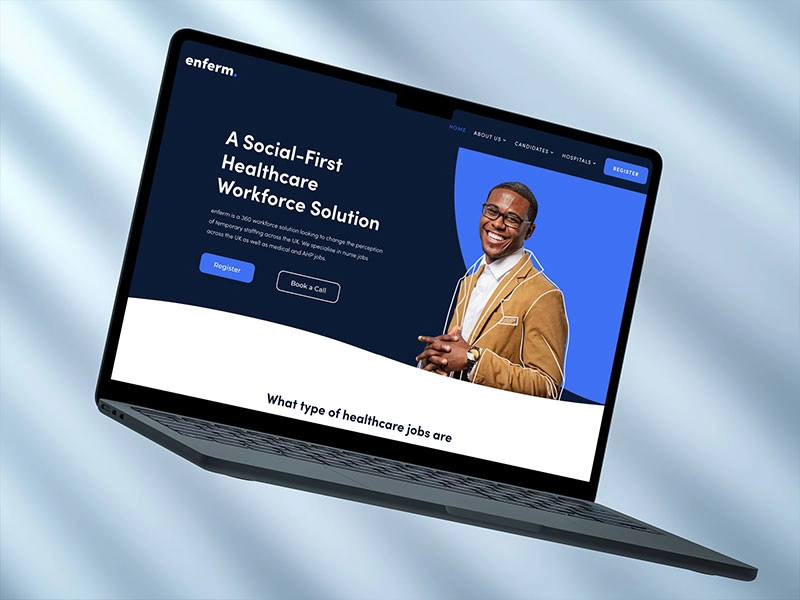 enferm.
HOME ABOUT US CANDIDATES HOSPITALS REGISTER
A Social-First
Healthcare
Workforce Solution
enferm is a 360 workforce solution looking to change the perception
of temporary staffing across the UK. We specialise in nurse jobs
across the UK as well as medical and AHP jobs.
Register Book a Call
What type of healthcare jobs are